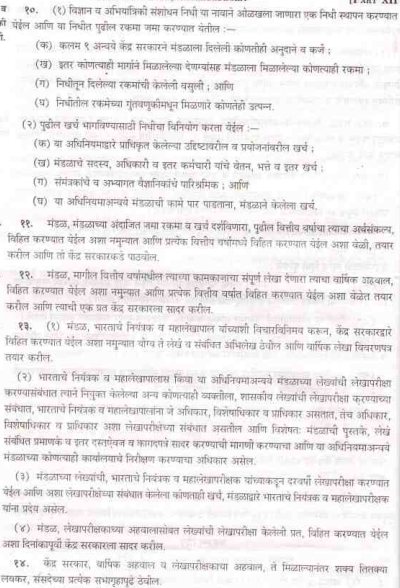 [PART XII
१०. (१) विज्ञान व अभियांत्रिकी संशोधन निधी या नावाने ओळखला जाणारा एक निधी स्थापन करण्यात
येईल आणि या निधीत पुढील रकमा जमा करण्यात येतील :—
(क) कलम ९ अन्वये केंद्र सरकारने मंडळाला दिलेली कोणतीही अनुदाने व कर्जे ;
(ख) इतर कोणत्याही मार्गाने मिळालेल्या देणग्यांसह मंडळाला मिळालेल्या कोणत्याही रकमा ;
(ग) निधीतून दिलेल्या रकमांची केलेली वसुली ; आणि
(घ) निधीतील रकमेच्या गुंतवणुकीमधून मिळणारे कोणतेही उत्पन्न.
(२) पुढील खर्च भागविण्यासाठी निधीचा विनियोग करता येईल :—
(क) या अधिनियमाद्वारे प्राधिकृत केलेल्या उद्दिष्टांवरील व प्रयोजनांवरील खर्च ;
(ख) मंडळाचे सदस्य, अधिकारी व इतर कर्मचारी यांचे वेतन, भत्ते व इतर खर्च ;
(ग) संमंत्रकांचे व अभ्यागत वैज्ञानिकांचे पारिश्रमिक ; आणि
(घ) या अधिनियमाअन्वये मंडळाची कामे पार पाडताना, मंडळाने केलेला खर्च.
११. मंडळ, मंडळाच्या अंदाजित जमा रकमा व खर्च दर्शविणारा, पुढील वित्तीय वर्षाचा त्याचा अर्थसंकल्प,
विहित करण्यात येईल अशा नमुन्यात आणि प्रत्येक वित्तीय वर्षामध्ये विहित करण्यात येईल अशा वेळी, तयार
करील आणि तो केंद्र सरकारकडे पाठवील.
१२. मंडळ, मागील वित्तीय वर्षामधील त्याच्या कामकाजाचा संपूर्ण लेखा देणारा त्याचा वार्षिक अहवाल,
विहित करण्यात येईल अशा नमुन्यात आणि प्रत्येक वित्तीय वर्षात विहित करण्यात येईल अशा वेळेत तयार
करील आणि त्याची एक प्रत केंद्र सरकारला सादर करील.
१३. (१) मंडळ, भारताचे नियंत्रक व महालेखापाल यांच्याशी विचारविनिमय करून, केंद्र सरकारद्वारे
विहित करण्यात येईल अशा नमुन्यात योग्य ते लेखे व संबंधित अभिलेख ठेवील आणि वार्षिक लेखा विवरणपत्र
तयार करील.
(२) भारताचे नियंत्रक व महालेखापालास किंवा या अधिनियमाअन्वये मंडळाच्या लेख्यांची लेखापरीक्षा
करण्यासंबंधात त्याने नियुक्त केलेल्या अन्य कोणत्याही व्यक्तीला, शासकीय लेख्यांची लेखापरीक्षा करण्याच्या
संबंधात, भारताचे नियंत्रक व महालेखापालांना जे अधिकार, विशेषाधिकार व प्राधिकार असतात, तेच अधिकार,
विशेषाधिकार व प्राधिकार अशा लेखापरीक्षेच्या संबंधात असतील आणि विशेषतः मंडळाची पुस्तके, लेखे
संबंधित प्रमाणके व इतर दस्तऐवज व कागदपत्रे सादर करण्याची मागणी करण्याचा आणि या अधिनियमाअन्वये
मंडळाच्या कोणत्याही कार्यालयाचे निरीक्षण करण्याचा अधिकार असेल.
(३) मंडळाच्या लेख्यांची, भारताचे नियंत्रक व महालेखापरीक्षक यांच्याकडून दरवर्षी लेखापरीक्षा करण्यात
येईल आणि अशा लेखापरीक्षेच्या संबंधात केलेला कोणताही खर्च, मंडळाद्वारे भारताचे नियंत्रक व महालेखापरीक्षक
यांना प्रदेय असेल.
(४) मंडळ, लेखापरीक्षकाच्या अहवालासोबत लेख्यांची लेखापरीक्षा केलेली प्रत, विहित करण्यात येईल
अशा दिनांकापूर्वी केंद्र सरकारला सादर करील.
१४. केंद्र सरकार, वार्षिक अहवाल व लेखापरीक्षकाचा अहवाल, ते मिळाल्यानंतर शक्य तितक्या
लवकर, संसदेच्या प्रत्येक सभागृहापुढे ठेवील.